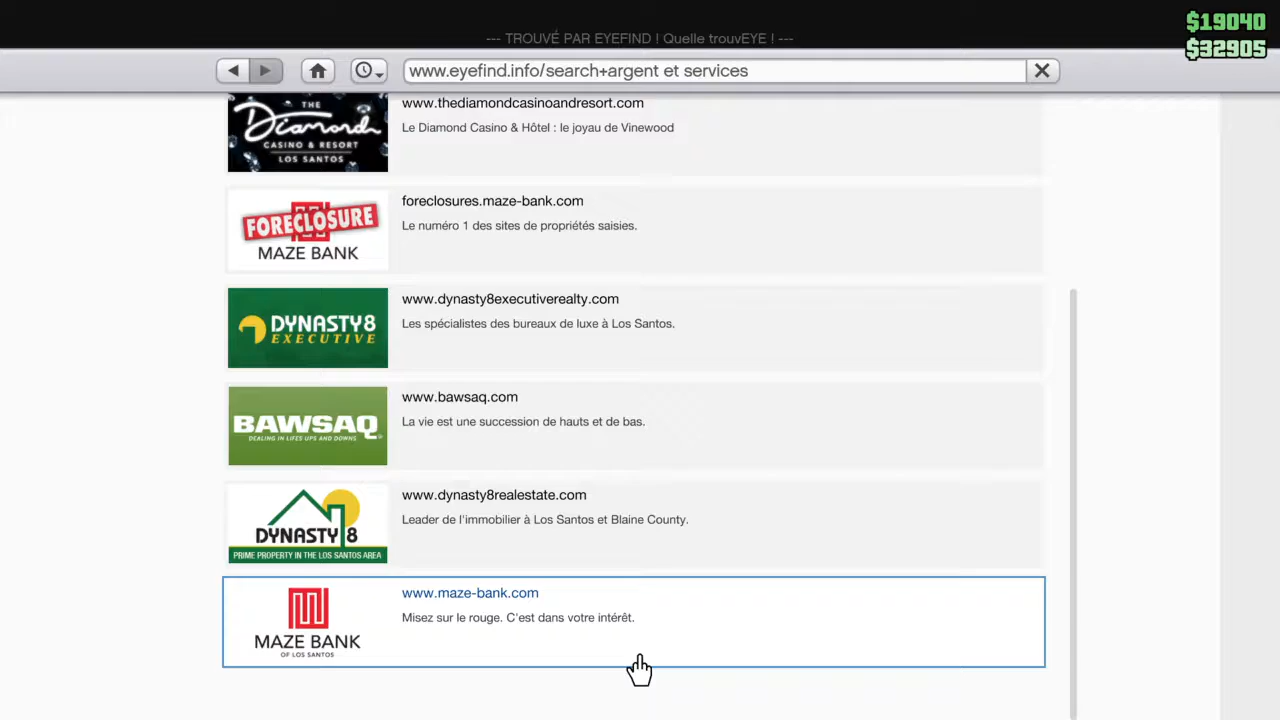 $19040
--- TROUVÉ PAR EYEFIND ! Quelle trouvEYE ! ---
$32905
www.eyefind.info/search+argent et services
THE
Diamond
CASINO & RESORT
LOS SANTOS
www.thediamondcasinoandresort.com
Le Diamond Casino & Hôtel : le joyau de Vinewood
FORECLOSURE
MAZE BANK
foreclosures.maze-bank.com
Le numéro 1 des sites de propriétés saisies.
DYNASTY8
EXECUTIVE
www.dynasty8executiverealty.com
Les spécialistes des bureaux de luxe à Los Santos.
BAWSAQ
DEALING IN LIFES UPS AND DOWNS
www.bawsaq.com
La vie est une succession de hauts et de bas.
DYNASTY 8
PRIME PROPERTY IN THE LOS SANTOS AREA
www.dynasty8realestate.com
Leader de l'immobilier à Los Santos et Blaine County.
MAZE BANK
OF LOS SANTOS
www.maze-bank.com
Misez sur le rouge. C'est dans votre intérêt.